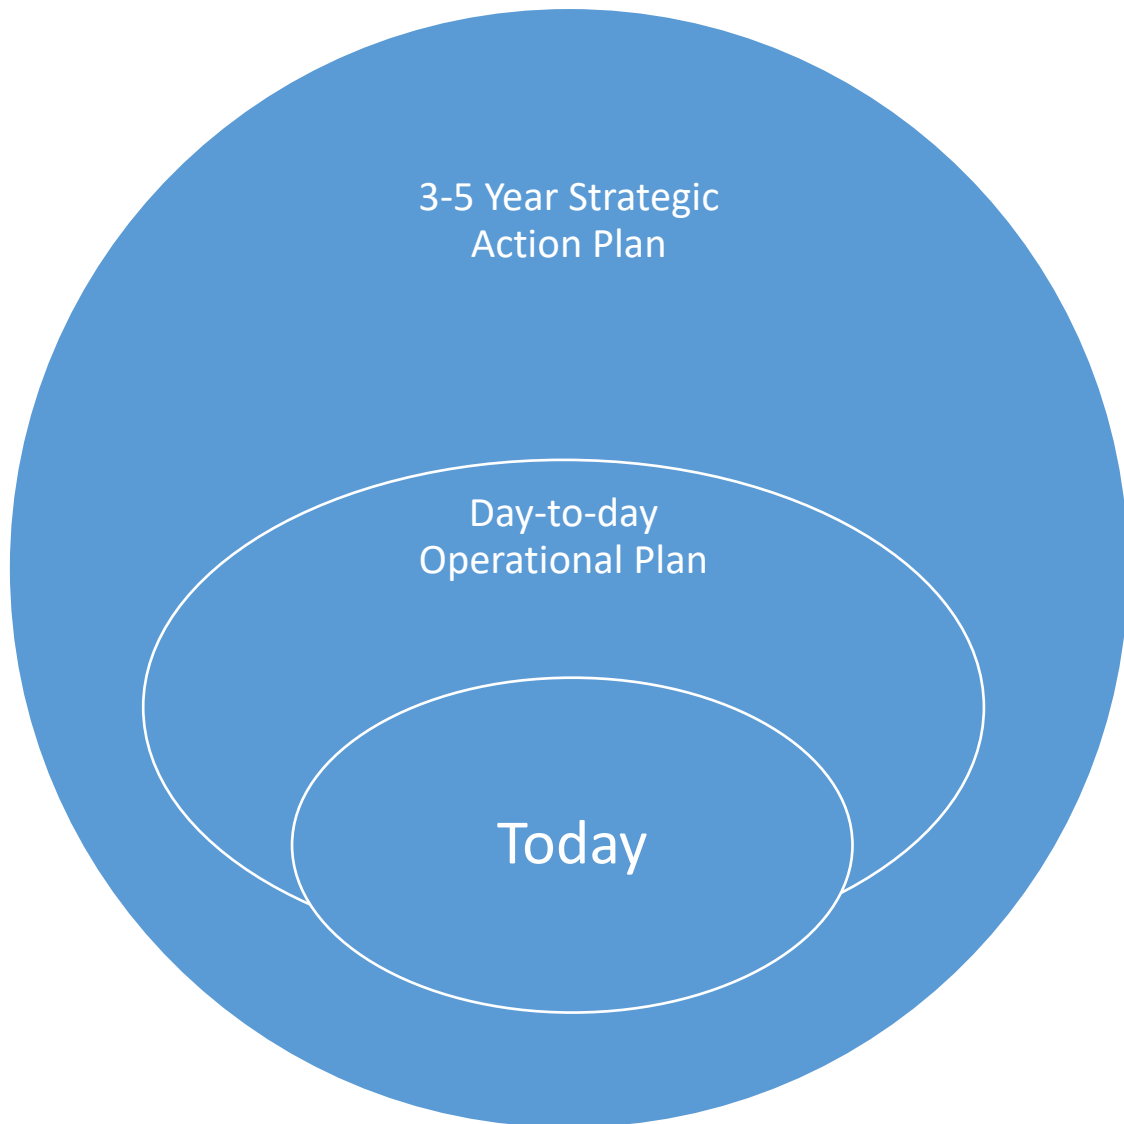 3-5 Year Strategic
Action Plan
Day-to-day
Operational Plan
Today